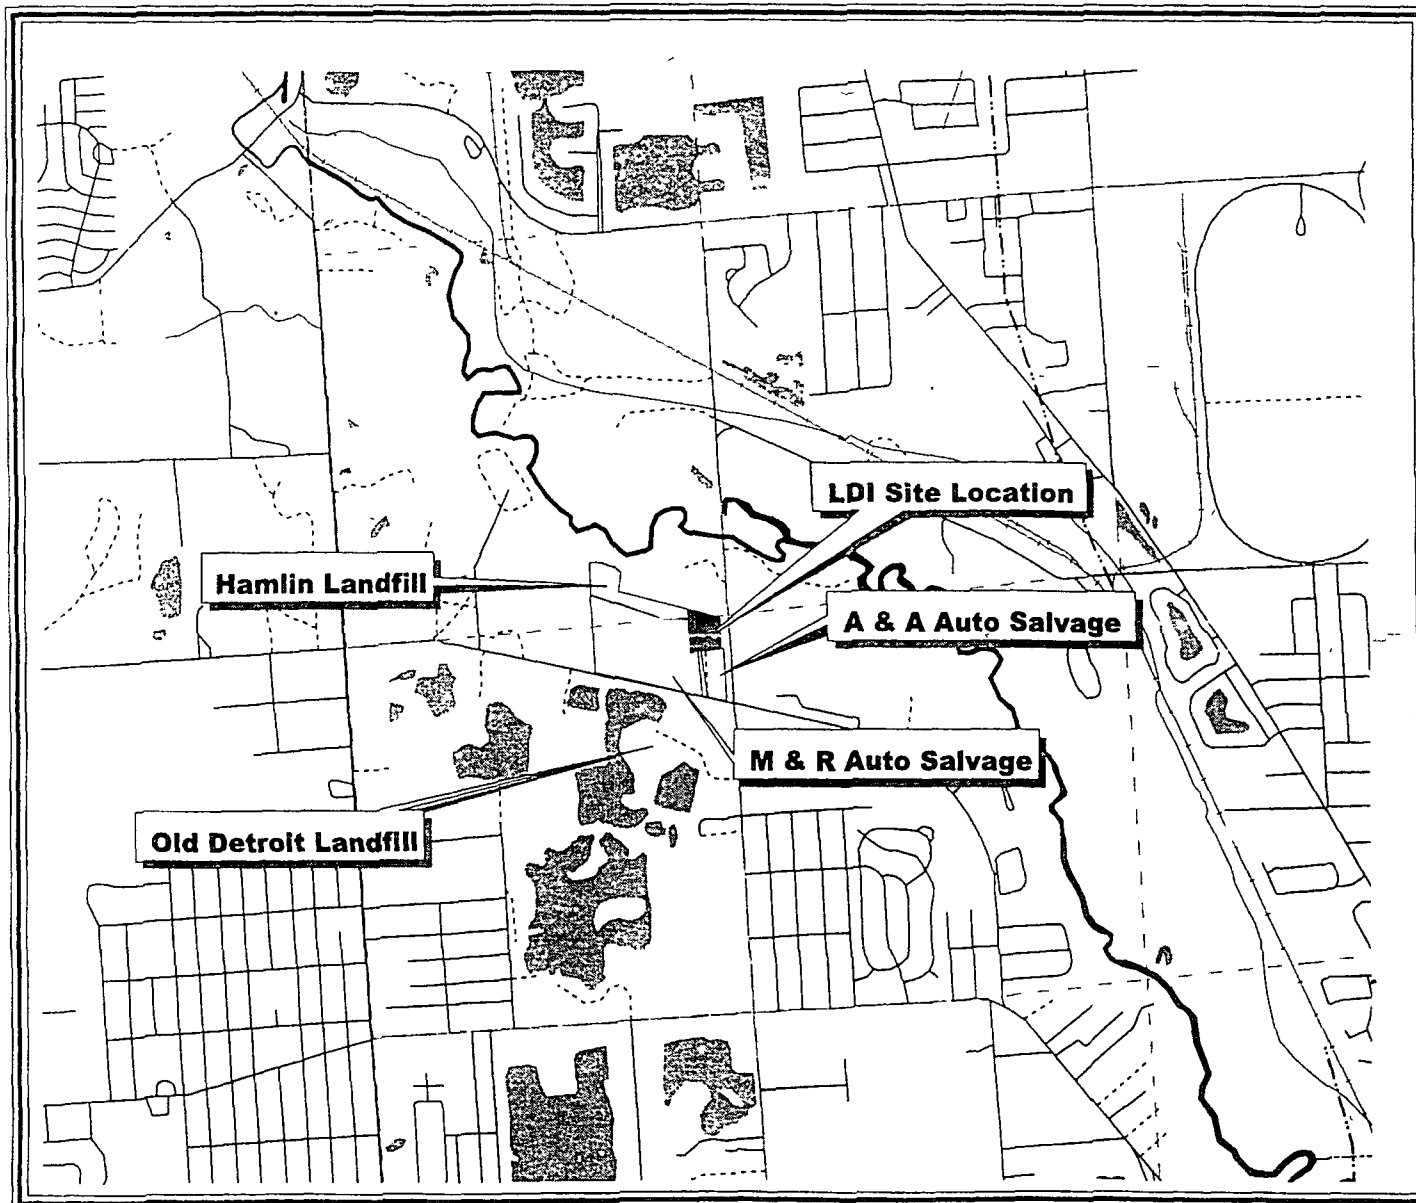 LDI Site Location
Hamlin Landfill
A & A Auto Salvage
M & R Auto Salvage
Old Detroit Landfill